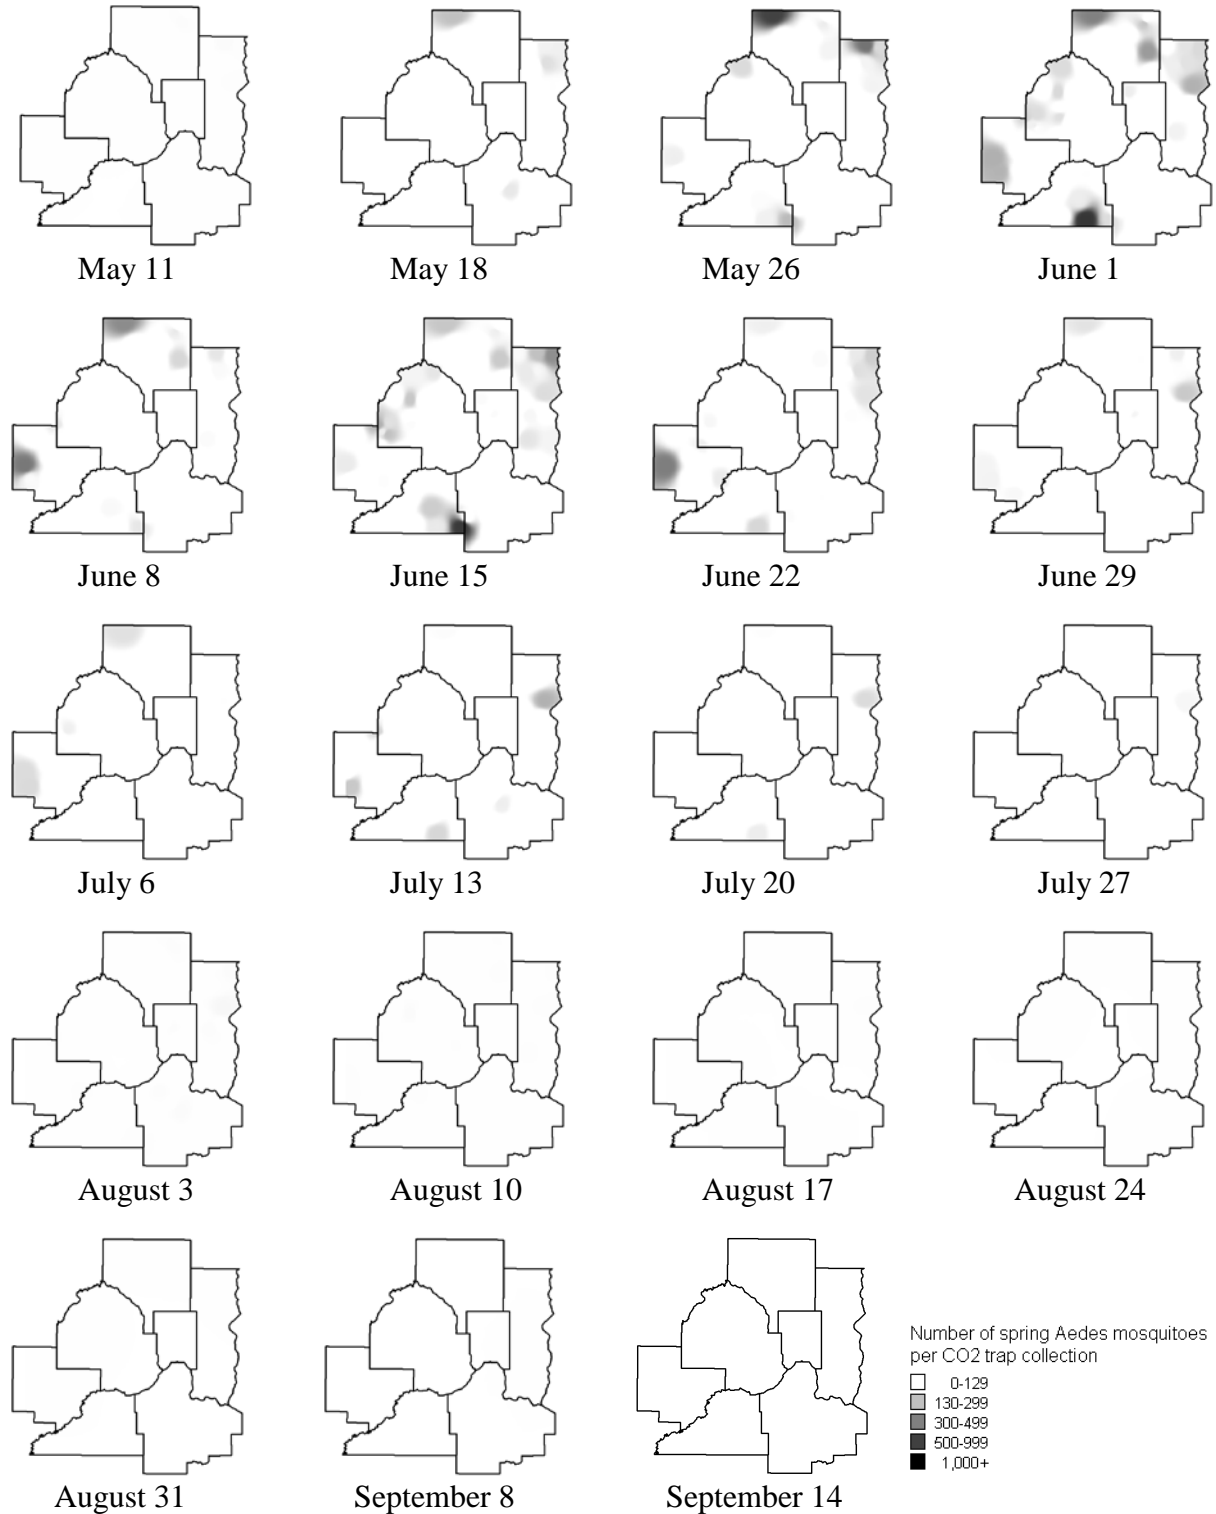 May 11
May 18
May 26
June 1
June 8
June 15
June 22
June 29
July 6
July 13
July 20
July 27
August 3
August 10
August 17
August 24
August 31
September 8
September 14
Number of spring Aedes mosquitoes
per CO2 trap collection
0-129
130-299
300-499
500-999
1,000+